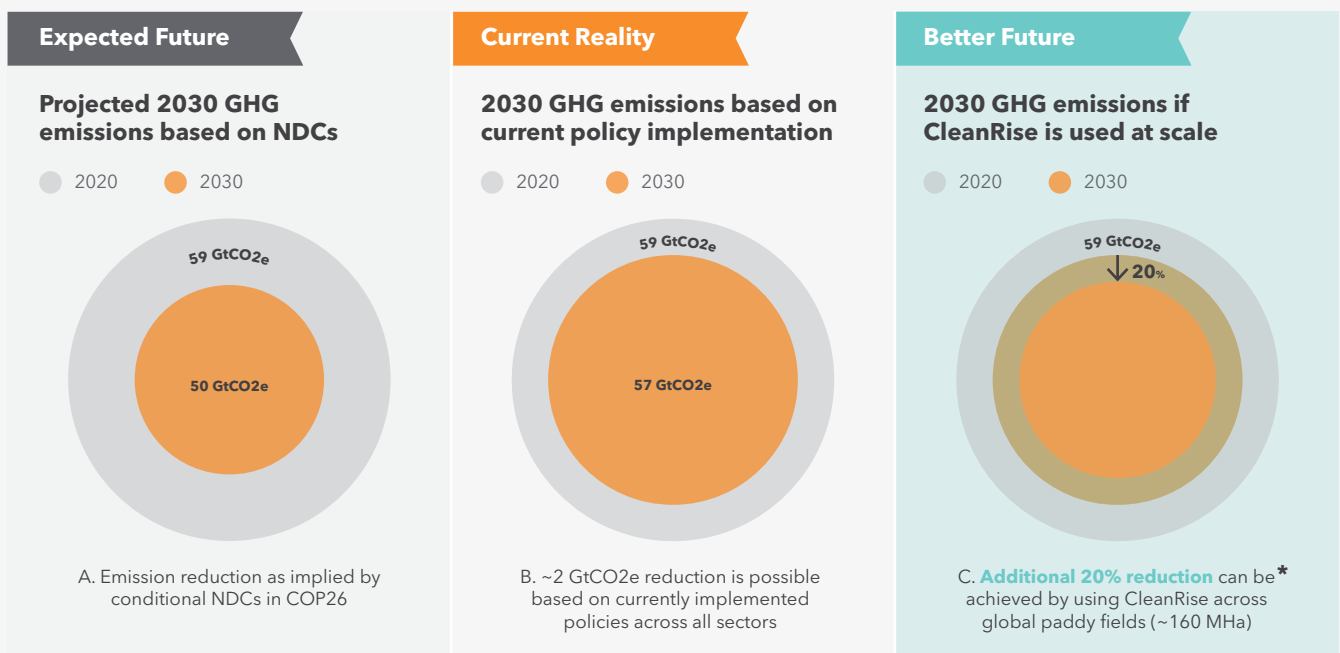 Expected Future
Projected 2030 GHG
emissions based on NDCs
2020 2030
59 GtCO2e
50 GtCO2e
A. Emission reduction as implied by
conditional NDCs in COP26
Current Reality
2030 GHG emissions based on
current policy implementation
2020 2030
59 GtCO2e
57 GtCO2e
B. ~2 GtCO2e reduction is possible
based on currently implemented
policies across all sectors
Better Future
2030 GHG emissions if
CleanRise is used at scale
2020 2030
59 GtCO2e
20%
C. Additional 20% reduction can be*
achieved by using CleanRise across
global paddy fields (~160 MHa)